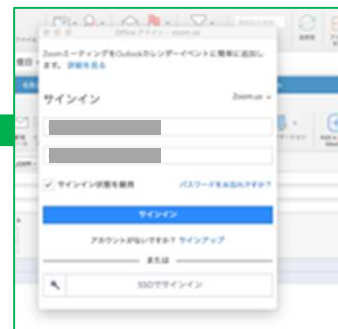 Office アドイン - zoom.us
ZoomミーティングをOutlookカレンダーイベントに簡単に追加し
ます。 詳細を見る
サインイン
Zoom.us
サインイン状態を維持
パスワードをお忘れですか?
サインイン
アカウントがないですか? サインアップ
または
SSOでサインイン